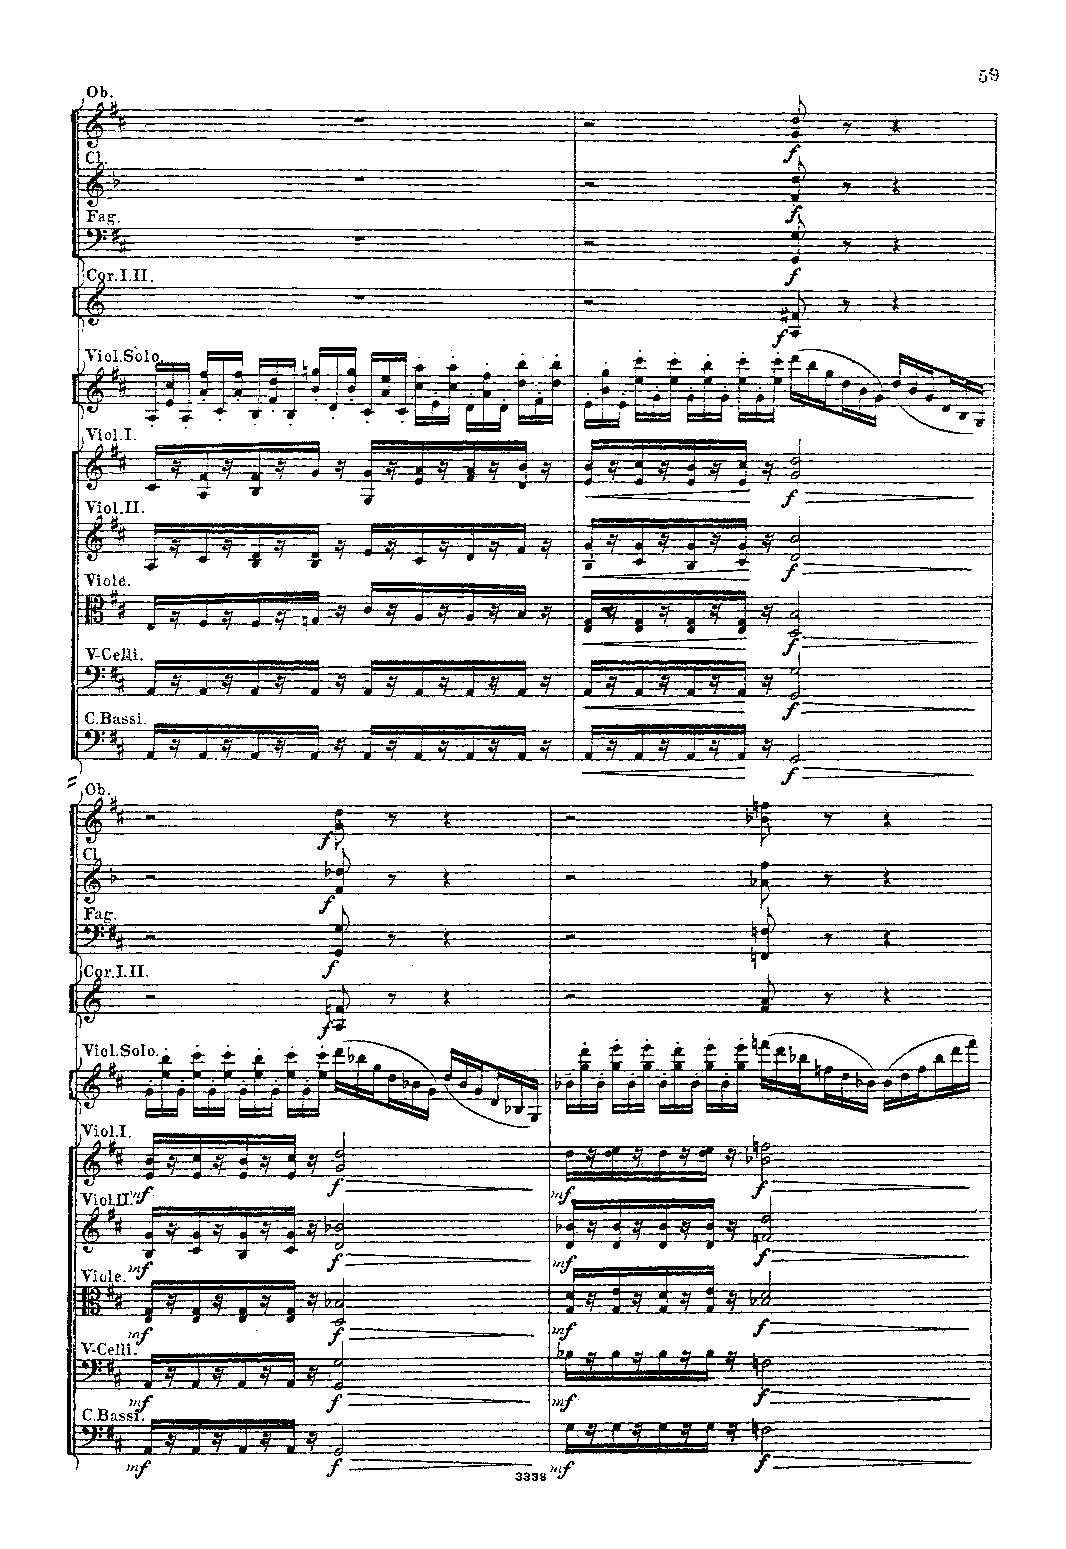 59
Ob.
f
Cl.
f
Fag.
f
Cor.I.II.
f
Viol.Solo.
Viol.I.
f
Viol.II.
f
Viole.
f
V-Celli.
f
C.Bassi.
f
Ob.
f
Cl.
f
Fag.
f
Cor.I.II.
f
Viol.Solo.
Viol.I.
mf f mf f
Viol.II.
mf f mf f
Viole.
mf f mf f
V-Celli.
mf f mf f
C.Bassi.
mf f mf f
3338